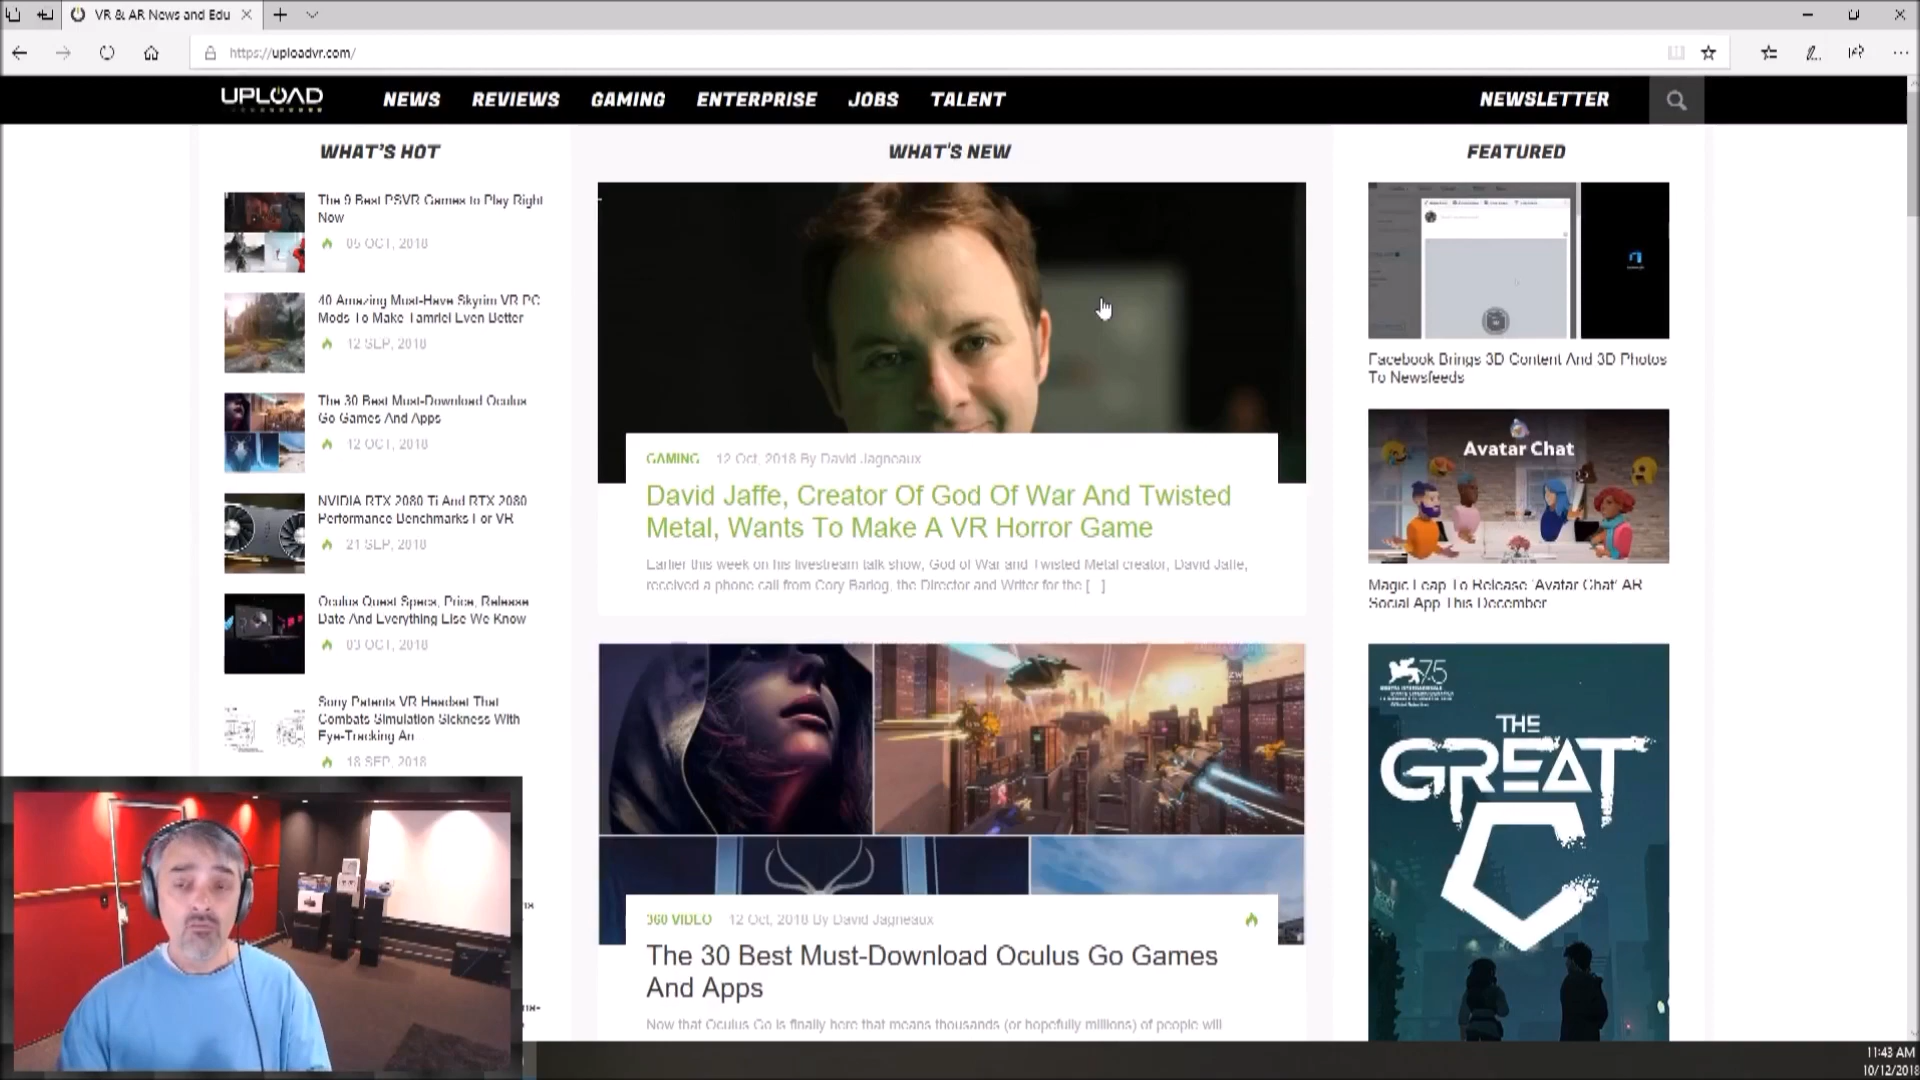 VR & AR News and Edu
https://uploadvr.com/
UPLOAD
NEWS
REVIEWS
GAMING
ENTERPRISE
JOBS
TALENT
NEWSLETTER
WHAT'S HOT
The 9 Best PSVR Games to Play Right
Now
05 OCT, 2018
40 Amazing Must-Have Skyrim VR PC
Mods To Make Tamriel Even Better
12 SEP, 2018
The 30 Best Must-Download Oculus
Go Games And Apps
12 OCT, 2018
NVIDIA RTX 2080 Ti And RTX 2080
Performance Benchmarks For VR
21 SEP, 2018
Oculus Quest Specs, Price, Release
Date And Everything Else We Know
03 OCT, 2018
Sony Patents VR Headset That
Combats Simulation Sickness With
Eye-Tracking An
18 SEP, 2018
WHAT'S NEW
GAMING 12 Oct, 2018 By David Jagneaux
David Jaffe, Creator Of God Of War And Twisted
Metal, Wants To Make A VR Horror Game
Earlier this week on his livestream talk show, God of War and Twisted Metal creator, David Jaffe,
received a phone call from Cory Barlog, the Director and Writer for the [ ]
360 VIDEO 12 Oct, 2018 By David Jagneaux
The 30 Best Must-Download Oculus Go Games
And Apps
Now that Oculus Go is finally here that means thousands (or hopefully millions) of people will
FEATURED
Facebook Brings 3D Content And 3D Photos
To Newsfeeds
Avatar Chat
Magic Leap To Release 'Avatar Chat' AR
Social App This December
75
THE
GREAT
C
11:43 AM
10/12/2018